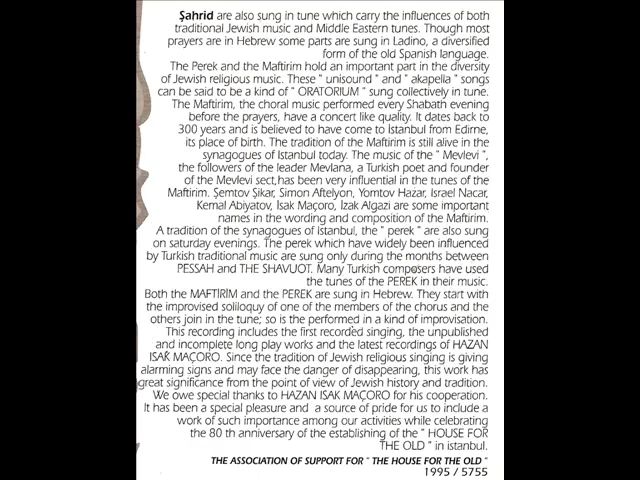 Şahrid are also sung in tune which carry the influences of both
traditional Jewish music and Middle Eastern tunes. Though most
prayers are in Hebrew some parts are sung in Ladino, a diversified
form of the old Spanish language.
The Perek and the Maftirim hold an important part in the diversity
of Jewish religious music. These " unisound " and " akapella " songs
can be said to be a kind of " ORATORIUM " sung collectively in tune.
The Maftirim, the choral music performed every Shabath evening
before the prayers, have a concert like quality. It dates back to
300 years and is believed to have come to Istanbul from Edirne,
its place of birth. The tradition of the Maftirim is still alive in the
synagogues of Istanbul today. The music of the " Mevlevi ",
the followers of the leader Mevlana, a Turkish poet and founder
of the Mevlevi sect,has been very influential in the tunes of the
Maftirim. Şemtov Şikar, Simon Aftelyon, Yomtov Hazar, Israel Nacar,
Kemal Abiyatov, Isak Maçoro, İzak Algazi are some important
names in the wording and composition of the Maftirim.
A tradition of the synagogues of istanbul, the " perek " are also sung
on saturday evenings. The perek which have widely been influenced
by Turkish traditional music are sung only during the months between
PESSAH and THE SHAVUOT. Many Turkish composers have used
the tunes of the PEREK in their music.
Both the MAFTİRİM and the PEREK are sung in Hebrew. They start with
the improvised soliloquy of one of the members of the chorus and the
others join in the tune; so is the performed in a kind of improvisation.
This recording includes the first recorded singing, the unpublished
and incomplete long play works and the latest recordings of HAZAN
ISAK MAÇORO. Since the tradition of Jewish religious singing is giving
alarming signs and may face the danger of disappearing, this work has
great significance from the point of view of Jewish history and tradition.
We owe special thanks to HAZAN ISAK MAÇORO for his cooperation.
It has been a special pleasure and a source of pride for us to include a
work of such importance among our activities while celebrating
the 80 th anniversary of the establishing of the " HOUSE FOR
THE OLD " in istanbul.
THE ASSOCIATION OF SUPPORT FOR " THE HOUSE FOR THE OLD "
1995 / 5755